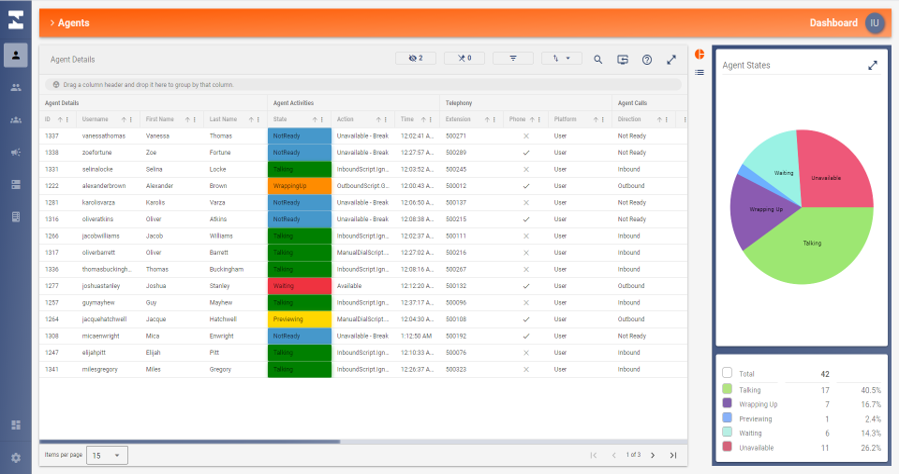 Agents
Dashboard IU
Agent Details 2 0
Drag a column header and drop it here to group by that column.
Agent Details Agent Activities Telephony Agent Calls
ID Username First Name Last Name State Action Time Extension Phone Platform Direction
1337 vanessathomas Vanessa Thomas NotReady Unavailable - Break 12:02:41 A... 500271 User Not Ready
1338 zoefortune Zoe Fortune NotReady Unavailable - Break 12:27:57 A... 500289 User Not Ready
1331 selinalocke Selina Locke Talking InboundScript.Ign... 12:03:52 A... 500245 User Inbound
1222 alexanderbrown Alexander Brown WrappingUp OutboundScript G... 12:00:43 A... 500012 User Outbound
1281 karolisvarza Karolis Varza NotReady Unavailable - Break 12:06:50 A... 500137 User Not Ready
1316 oliveratkins Oliver Atkins NotReady Unavailable - Break 12:08:38 A... 500215 User Not Ready
1266 jacobwilliams Jacob Williams Talking InboundScript.Ign... 12:02:37 A... 500111 User Inbound
1317 oliverbarrett Oliver Barrett Talking ManualDialScript.... 12:27:02 A... 500216 User Inbound
1336 thomasbuckingh... Thomas Buckingham Talking InboundScript.Ign... 12:08:16 A... 500267 User Inbound
1277 joshuastanley Joshua Stanley Waiting Available 12:12:20 A... 500132 User Outbound
1257 guymayhew Guy Mayhew Talking InboundScript.Ign... 12:37:17 A... 500096 User Inbound
1264 jacquehatchwell Jacque Hatchwell Previewing ManualDialScript.... 12:04:30 A... 500108 User Outbound
1308 micaenwright Mica Enwright NotReady Unavailable - Break 1:12:50 AM 500192 User Not Ready
1247 elijahpitt Elijah Pitt Talking InboundScript.Ign... 12:10:33 A... 500076 User Inbound
1341 milesgregory Miles Gregory Talking InboundScript.Ign... 12:26:37 A... 500323 User Inbound
Items per page 15 1 of 3
Agent States
Waiting
Unavailable
Wrapping Up
Talking
Total 42
Talking 17 40.5%
Wrapping Up 7 16.7%
Previewing 1 2.4%
Waiting 6 14.3%
Unavailable 11 26.2%